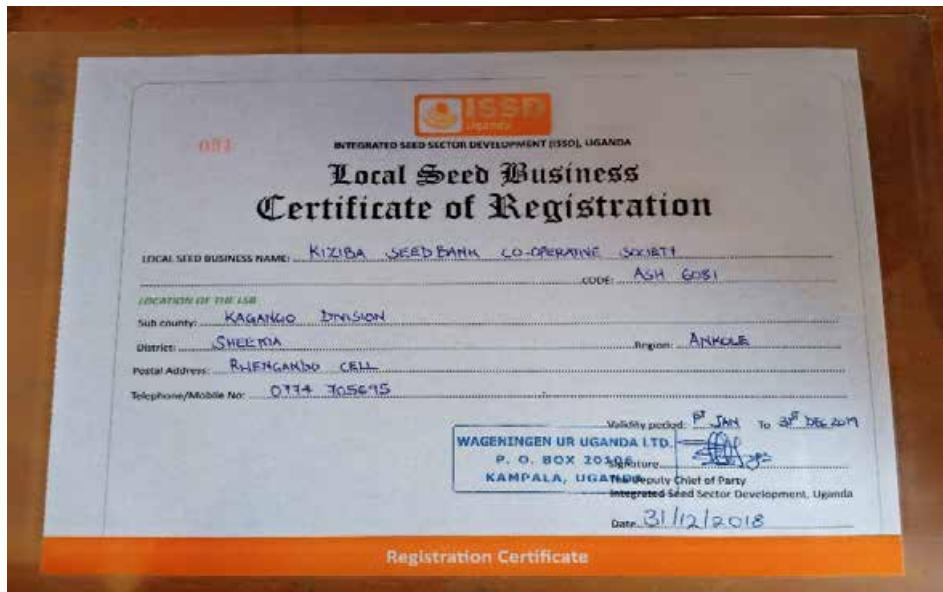 ISSD
Uganda
031
INTEGRATED SEED SECTOR DEVELOPMENT (ISSD), UGANDA
Local Seed Business
Certificate of Registration
LOCAL SEED BUSINESS NAME: KIZIBA SEED BANK CO-OPERATIVE SOCIETY
CODE: ASH 6081
LOCATION OF THE LSB
Sub county: KAGANGO DIVISION
District: SHEEMA Region: ANKOLE
Postal Address: RWENGANDO CELL
Telephone/Mobile No: 0774 705695
Validity period: 1ST JAN To 31ST DEC 2019
WAGENINGEN UR UGANDA LTD.
P. O. BOX 20106
Signature
KAMPALA, UGANDA
The Deputy Chief of Party
Integrated Seed Sector Development, Uganda
Date 31/12/2018
Registration Certificate